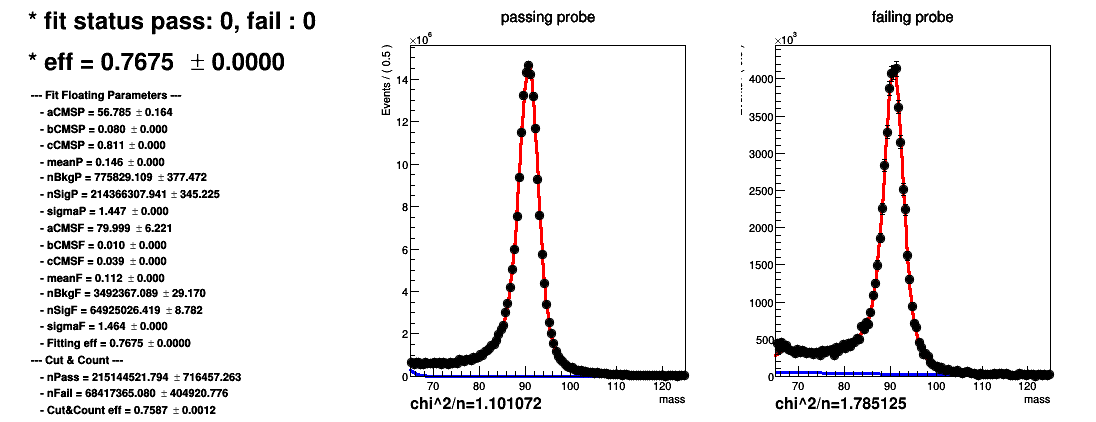 * fit status pass: 0, fail : 0
* eff = 0.7675 ± 0.0000
--- Fit Floating Parameters ---
- aCMSP = 56.785 ± 0.164
- bCMSP = 0.080 ± 0.000
- cCMSP = 0.811 ± 0.000
- meanP = 0.146 ± 0.000
- nBkgP = 775829.109 ± 377.472
- nSigP = 214366307.941 ± 345.225
- sigmaP = 1.447 ± 0.000
- aCMSF = 79.999 ± 6.221
- bCMSF = 0.010 ± 0.000
- cCMSF = 0.039 ± 0.000
- meanF = 0.112 ± 0.000
- nBkgF = 3492367.089 ± 29.170
- nSigF = 64925026.419 ± 8.782
- sigmaF = 1.464 ± 0.000
- Fitting eff = 0.7675 ± 0.0000
--- Cut & Count ---
- nPass = 215144521.794 ± 716457.263
- nFail = 68417365.080 ± 404920.776
- Cut&Count eff = 0.7587 ± 0.0012
passing probe
×10^6
Events / ( 0.5 )
14
12
10
8
6
4
2
0
70 80 90 100 110 120
mass
chi^2/n=1.101072
failing probe
×10^3
4000
3500
3000
2500
2000
1500
1000
500
0
70 80 90 100 110 120
mass
chi^2/n=1.785125